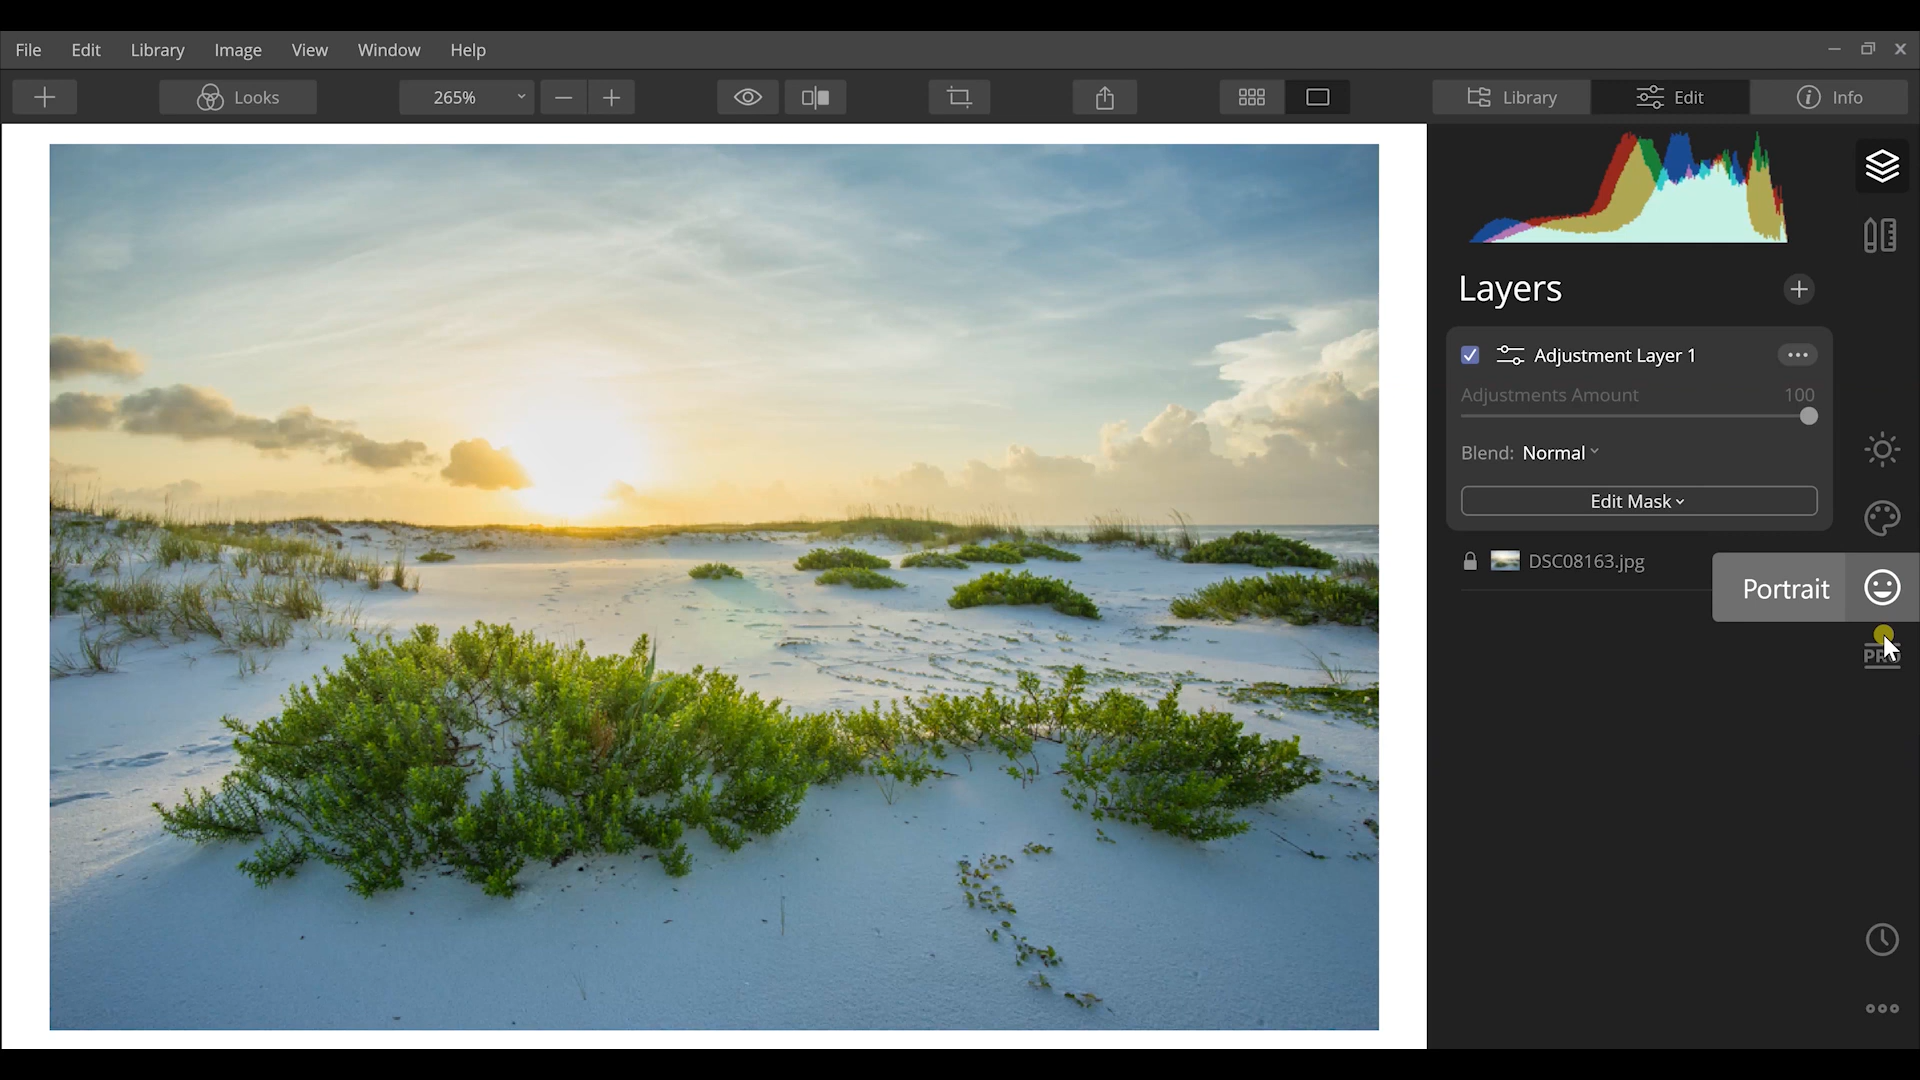 File Edit Library Image View Window Help
Looks 265% Library Edit Info
Layers
Adjustment Layer 1
Adjustments Amount 100
Blend: Normal
Edit Mask
DSC08163.jpg
Portrait
PRO